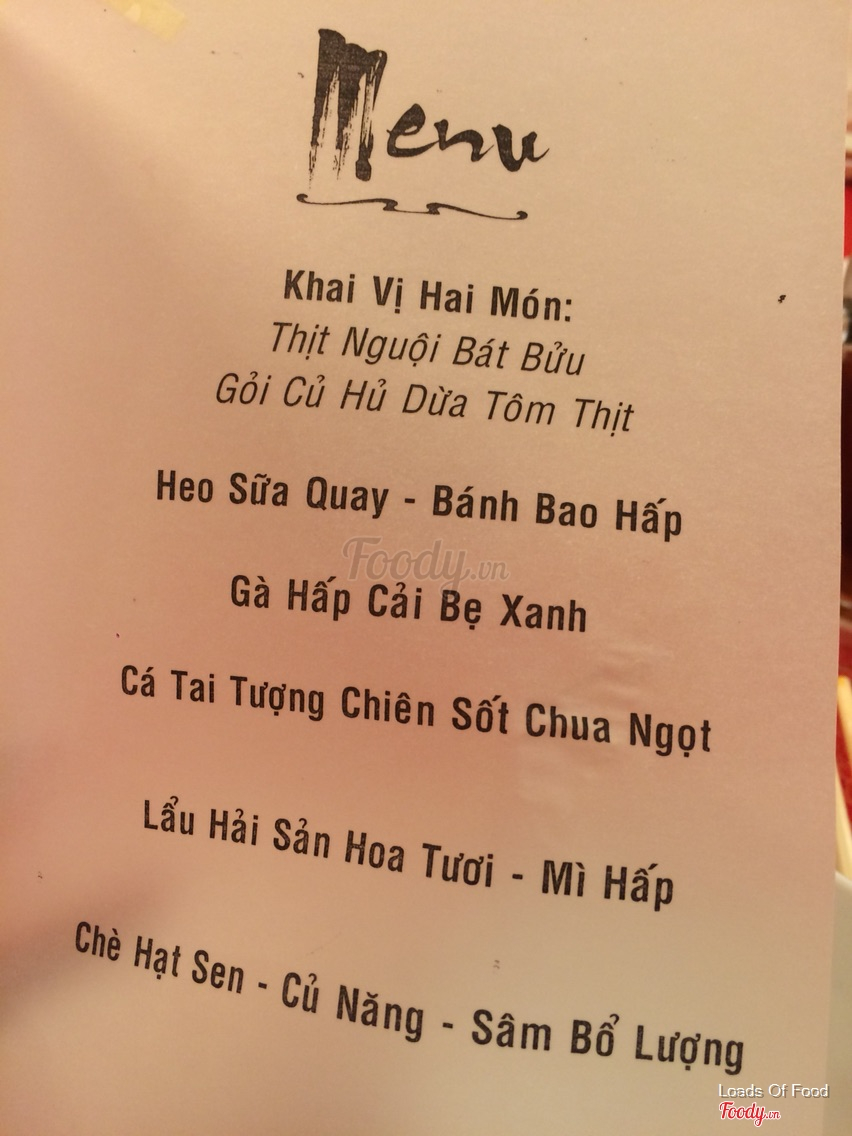 Menu
Khai Vị Hai Món:
Thịt Nguội Bát Bửu
Gỏi Củ Hủ Dừa Tôm Thịt
Heo Sữa Quay - Bánh Bao Hấp
Foody.vn
Gà Hấp Cải Bẹ Xanh
Cá Tai Tượng Chiên Sốt Chua Ngọt
Lẩu Hải Sản Hoa Tươi - Mì Hấp
Chè Hạt Sen - Củ Năng - Sâm Bổ Lượng
Loads Of Food
Foody.vn